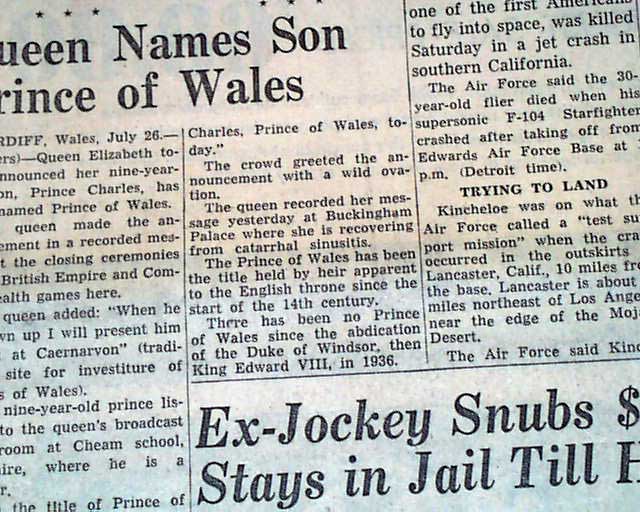 ueen Names Son
rince of Wales
RDIFF, Wales, July 26.—
ers)—Queen Elizabeth to-
nnounced her nine-year-
on, Prince Charles, has
named Prince of Wales.
queen made the an-
ement in a recorded mes-
t the closing ceremonies
British Empire and Com-
alth games here.
queen added: "When he
wn up I will present him
at Caernarvon" (tradi-
site for investiture of
s of Wales).
nine-year-old prince lis-
to the queen's broadcast
room at Cheam school,
ire, where he is a
r.
the title of Prince of
Charles, Prince of Wales, to-
day."
The crowd greeted the an-
nouncement with a wild ova-
tion.
The queen recorded her mes-
sage yesterday at Buckingham
Palace where she is recovering
from catarrhal sinusitis.
The Prince of Wales has been
the title held by heir apparent
to the English throne since the
start of the 14th century.
There has been no Prince
of Wales since the abdication
of the Duke of Windsor, then
King Edward VIII, in 1936.
one of the first Americans
to fly into space, was killed
Saturday in a jet crash in
southern California.
The Air Force said the 30-
year-old flier died when his
supersonic F-104 Starfighter
crashed after taking off from
Edwards Air Force Base at
p.m. (Detroit time).
TRYING TO LAND
Kincheloe was on what th
Air Force called a "test su
port mission" when the cra
occurred in the outskirts
Lancaster, Calif., 10 miles fro
the base. Lancaster is about
miles northeast of Los Ange
near the edge of the Moja
Desert.
The Air Force said Kinc
Ex-Jockey Snubs $
Stays in Jail Till H